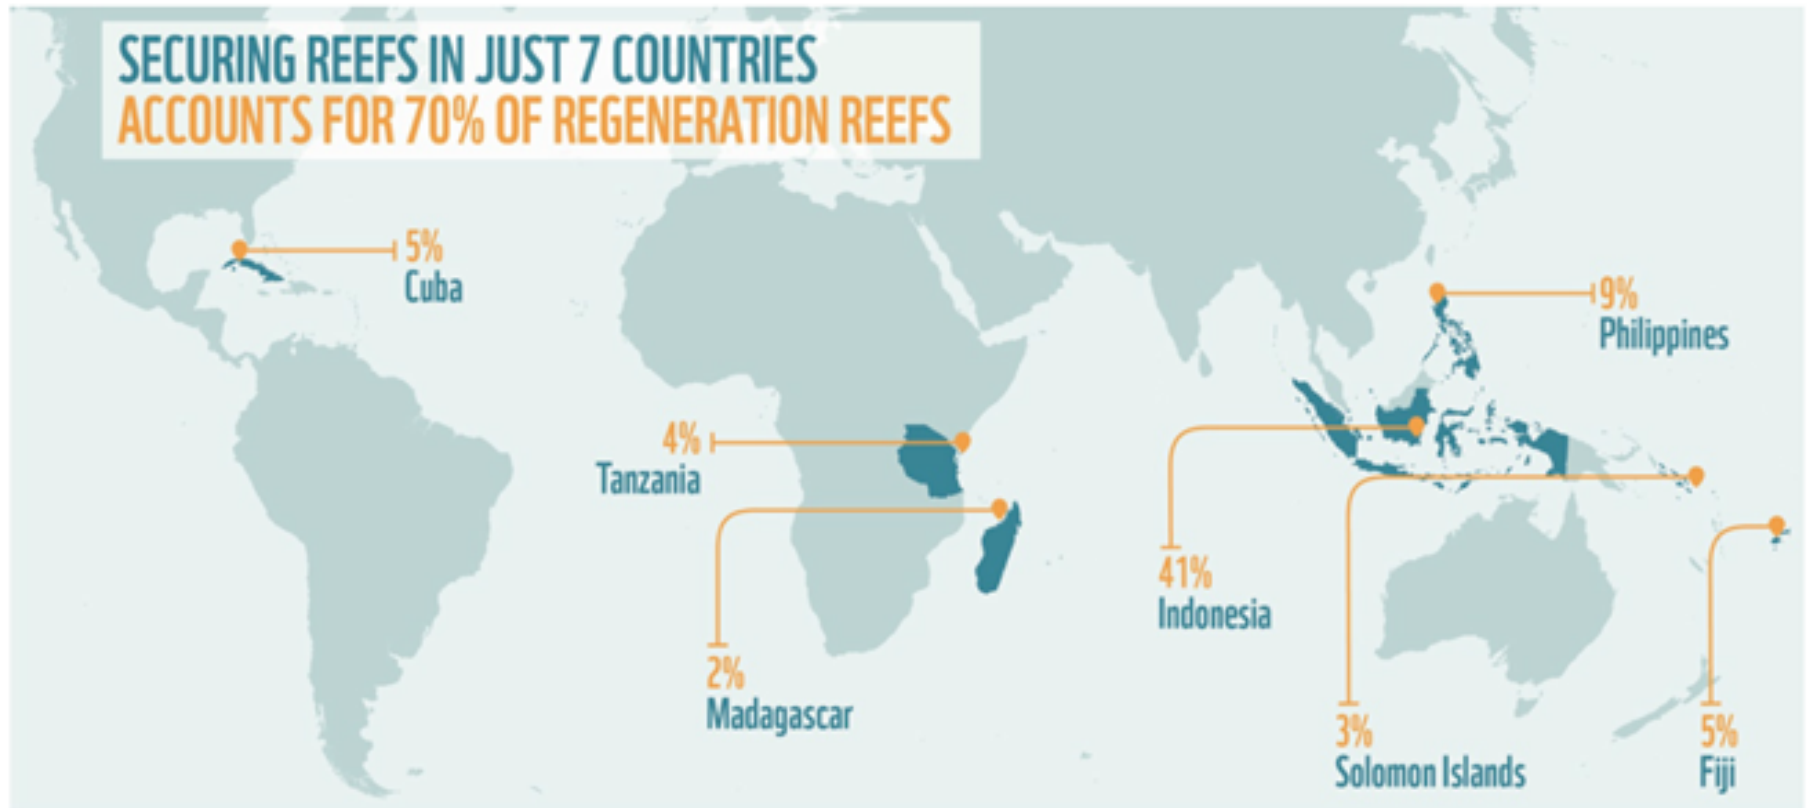 SECURING REEFS IN JUST 7 COUNTRIES
ACCOUNTS FOR 70% OF REGENERATION REEFS
5%
Cuba
9%
Philippines
4%
Tanzania
41%
Indonesia
2%
Madagascar
3%
Solomon Islands
5%
Fiji